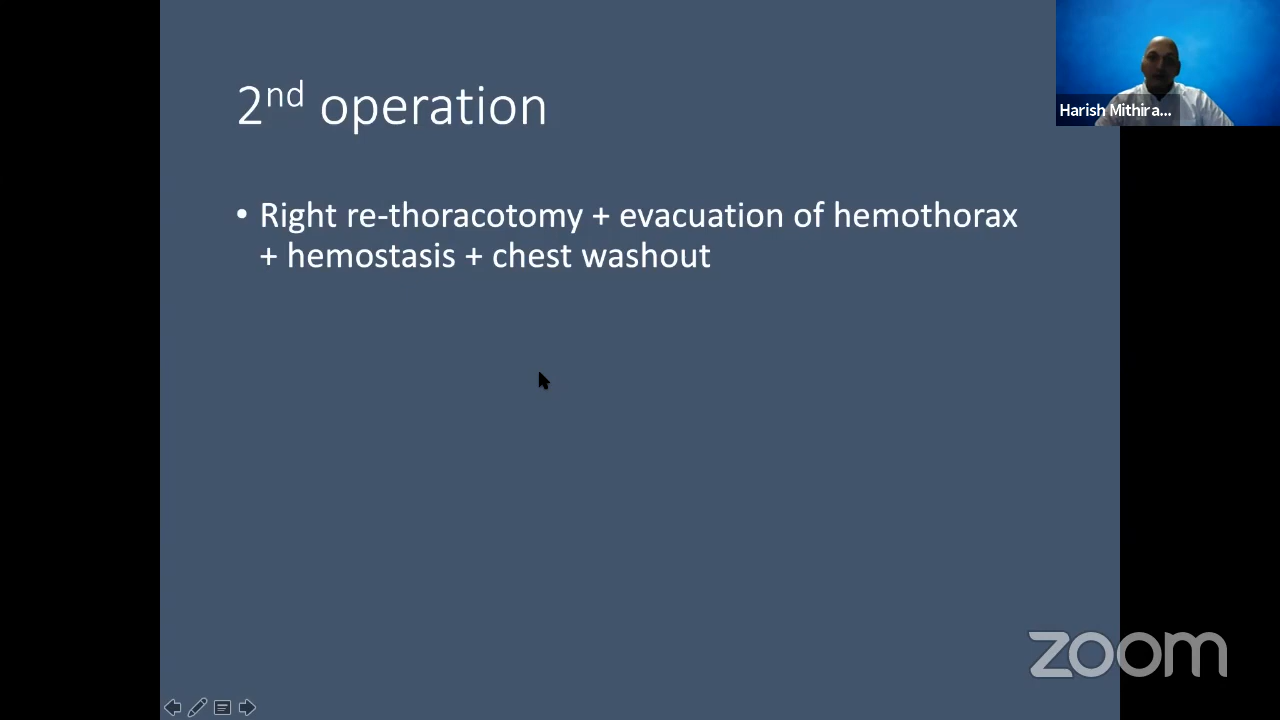 2nd operation
• Right re-thoracotomy + evacuation of hemothorax
+ hemostasis + chest washout
Harish Mithira...
zoom